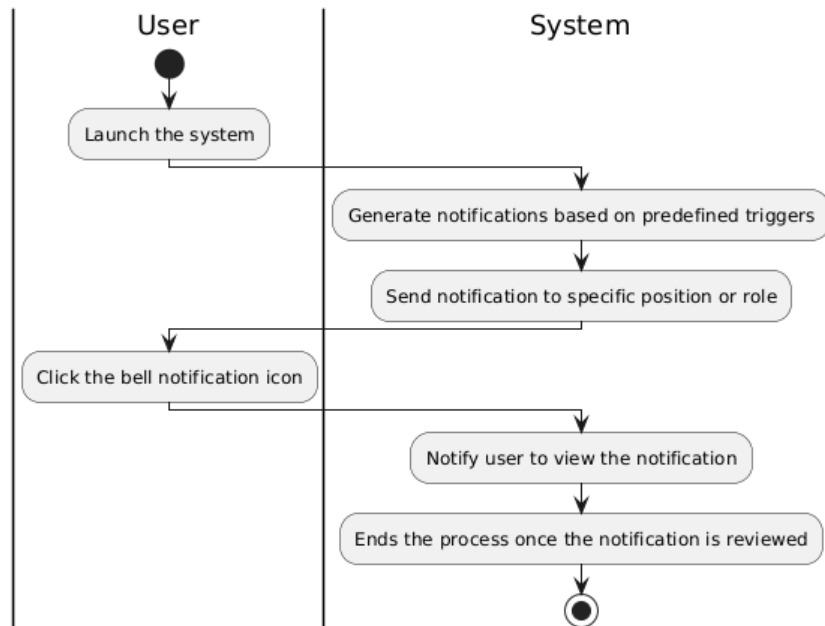 User
System
Launch the system
Generate notifications based on predefined triggers
Send notification to specific position or role
Click the bell notification icon
Notify user to view the notification
Ends the process once the notification is reviewed